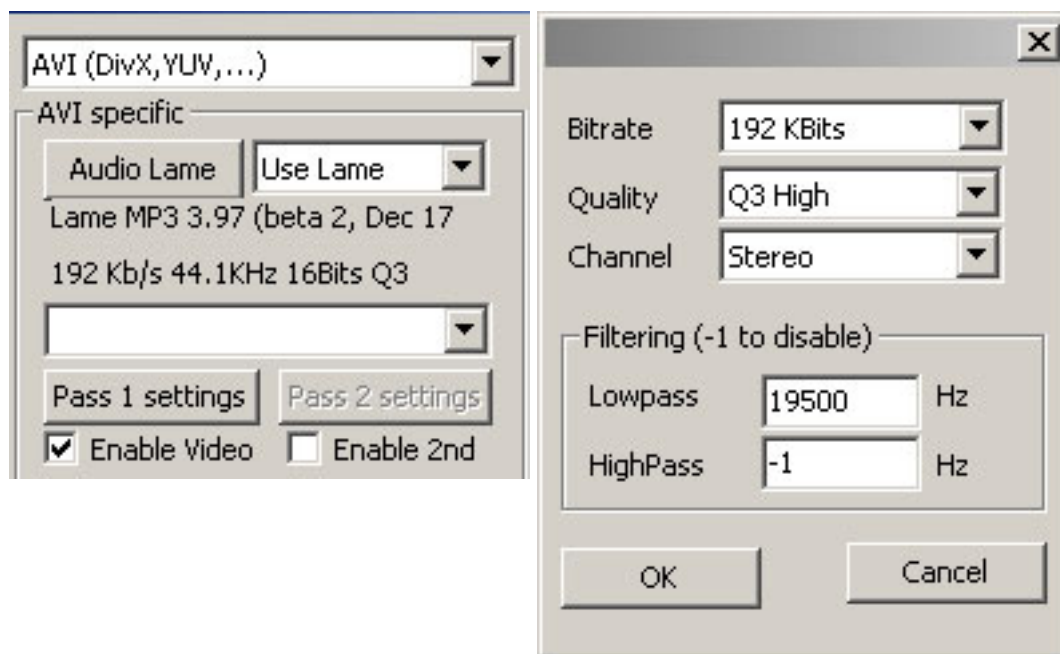 AVI (DivX,YUV,...)
AVI specific
Audio Lame Use Lame
Lame MP3 3.97 (beta 2, Dec 17
192 Kb/s 44.1KHz 16Bits Q3
Pass 1 settings Pass 2 settings
Enable Video Enable 2nd
Bitrate 192 KBits
Quality Q3 High
Channel Stereo
Filtering (-1 to disable)
Lowpass 19500 Hz
HighPass -1 Hz
OK Cancel